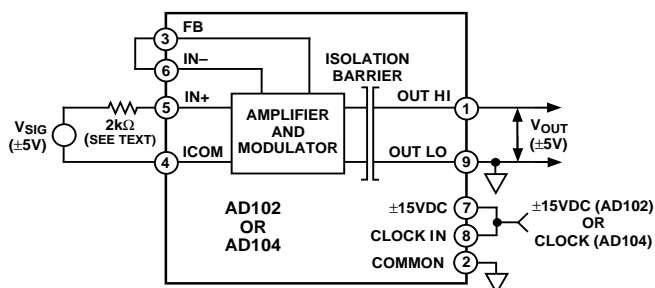 3
FB
6
IN–
ISOLATION
BARRIER
2kΩ
(SEE TEXT)
5
IN+
VSIG
(±5V)
AMPLIFIER
AND
MODULATOR
OUT HI
1
VOUT
(±5V)
4
ICOM
OUT LO
9
AD102
OR
AD104
±15VDC
7
CLOCK IN
8
±15VDC (AD102)
OR
CLOCK (AD104)
COMMON
2